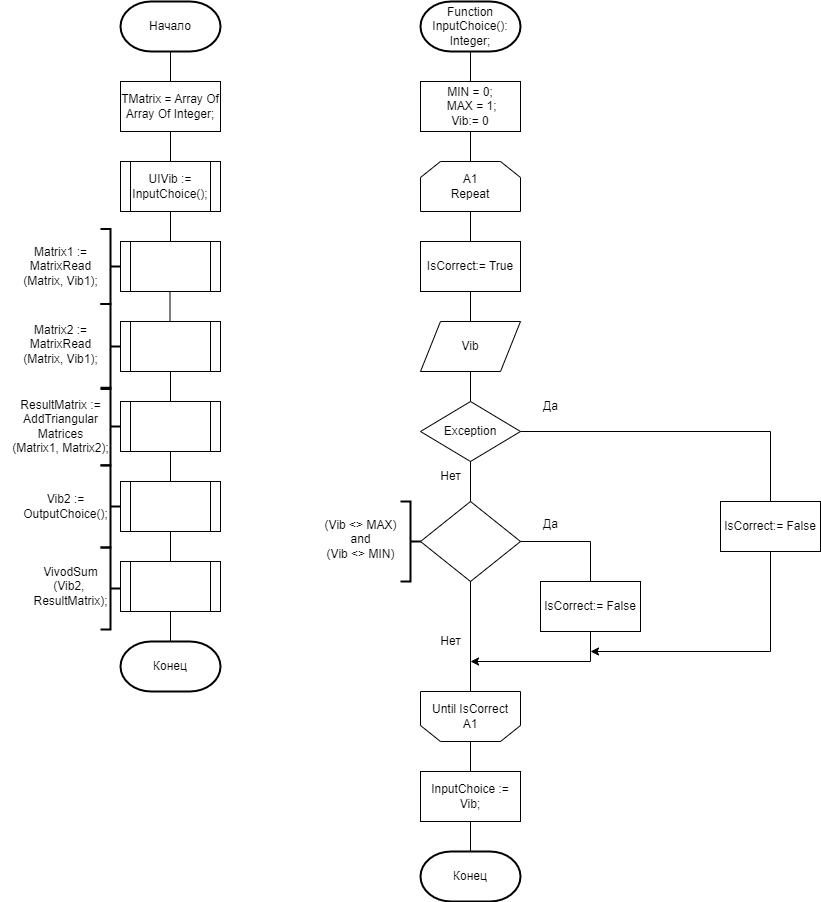 Начало
TMatrix = Array Of
Array Of Integer;
UIVib :=
InputChoice();
Matrix1 :=
MatrixRead
(Matrix, Vib1);
Matrix2 :=
MatrixRead
(Matrix, Vib1);
ResultMatrix :=
AddTriangular
Matrices
(Matrix1, Matrix2);
Vib2 :=
OutputChoice();
VivodSum
(Vib2,
ResultMatrix);
Конец
Function
InputChoice():
Integer;
MIN = 0;
MAX = 1;
Vib:= 0
A1
Repeat
IsCorrect:= True
Vib
Exception
Да
Нет
IsCorrect:= False
(Vib <> MAX)
and
(Vib <> MIN)
Да
IsCorrect:= False
Нет
Until IsCorrect
A1
InputChoice :=
Vib;
Конец